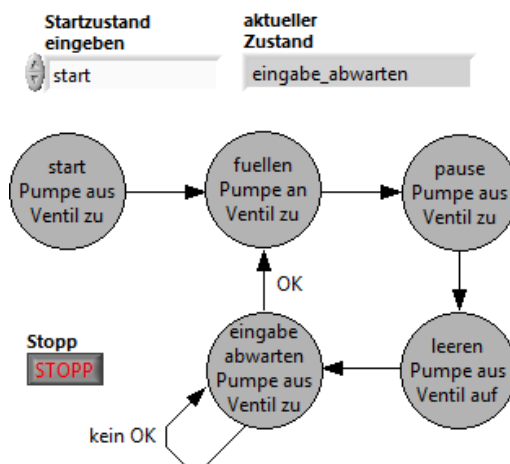 Startzustand
eingeben
aktueller
Zustand
start
eingabe_abwarten
start
Pumpe aus
Ventil zu
fuellen
Pumpe an
Ventil zu
pause
Pumpe aus
Ventil zu
OK
eingabe
abwarten
Pumpe aus
Ventil zu
leeren
Pumpe aus
Ventil auf
Stopp
STOPP
kein OK